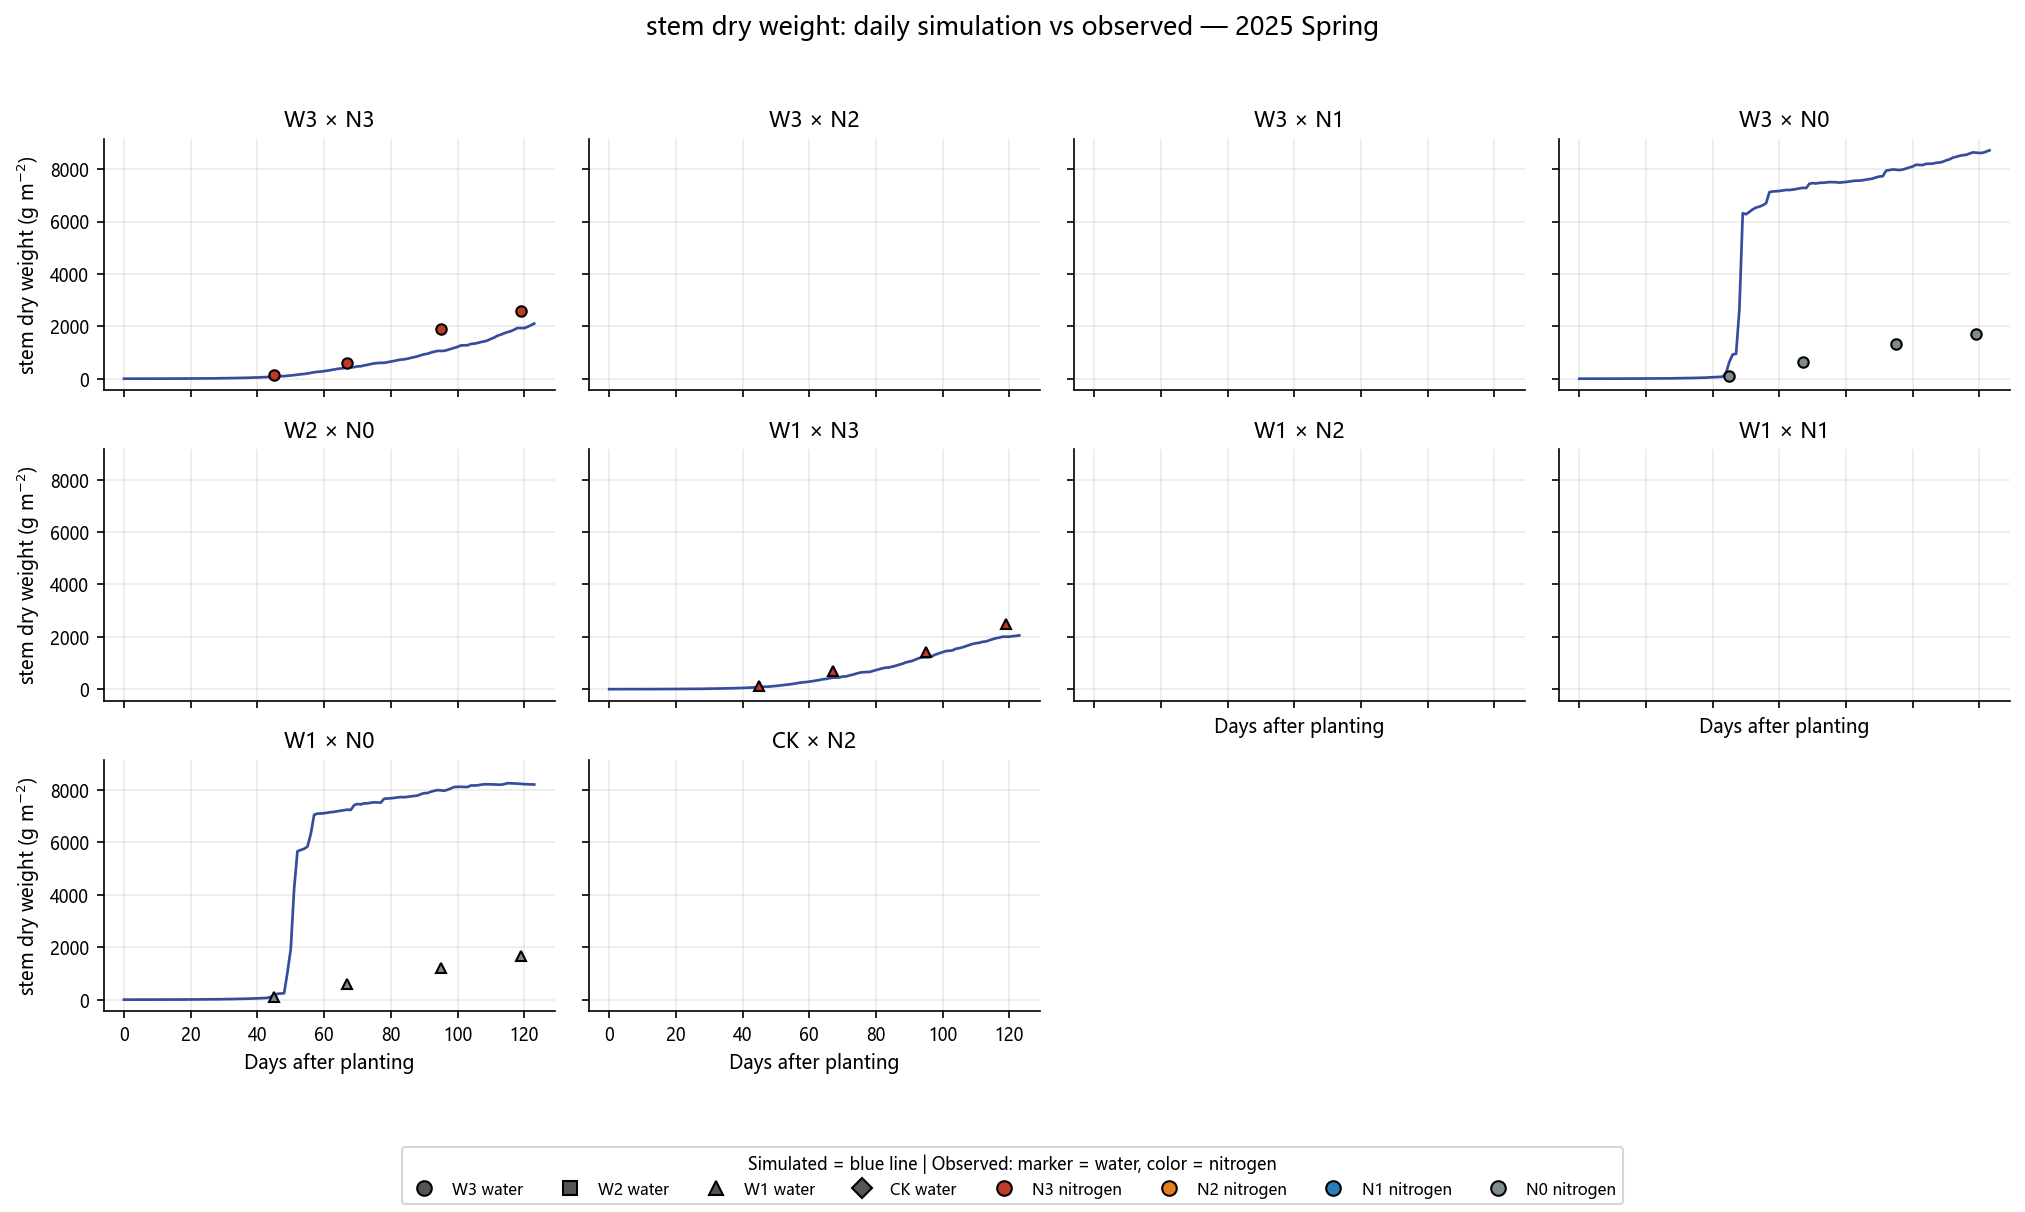 stem dry weight: daily simulation vs observed — 2025 Spring
W3 × N3
W3 × N2
W3 × N1
W3 × N0
stem dry weight (g m⁻²)
8000
6000
4000
2000
0
W2 × N0
W1 × N3
W1 × N2
W1 × N1
stem dry weight (g m⁻²)
8000
6000
4000
2000
0
Days after planting
Days after planting
W1 × N0
CK × N2
stem dry weight (g m⁻²)
8000
6000
4000
2000
0
0 20 40 60 80 100 120
0 20 40 60 80 100 120
Days after planting
Days after planting
Simulated = blue line | Observed: marker = water, color = nitrogen
W3 water W2 water W1 water CK water N3 nitrogen N2 nitrogen N1 nitrogen N0 nitrogen